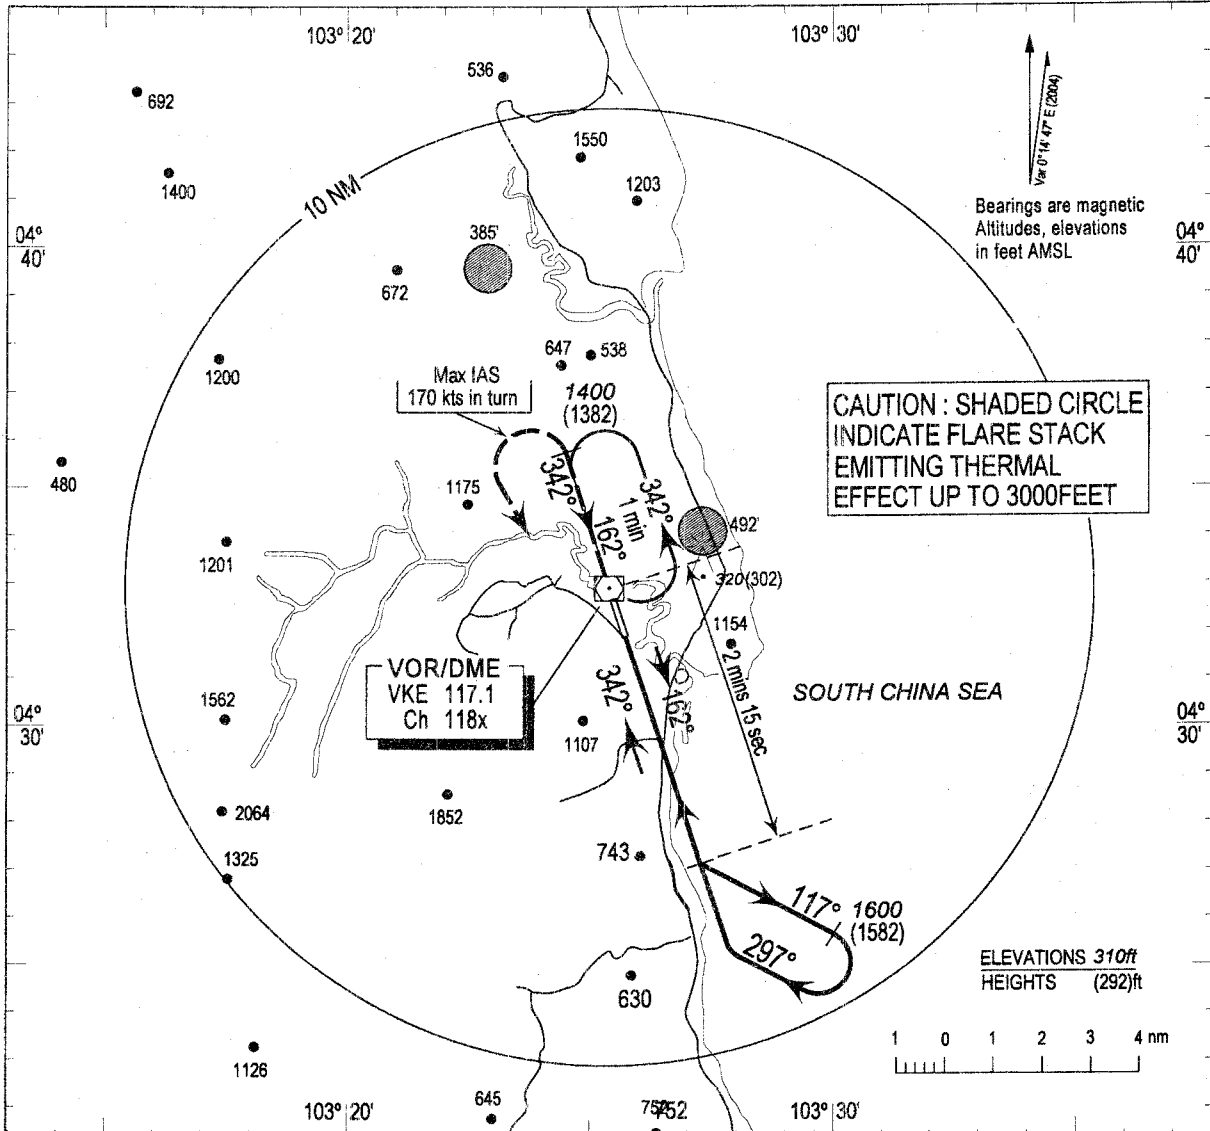 103° 20'
103° 30'
536
692
Var 0° 14' 47" E (2004)
1550
1400
10 NM
1203
Bearings are magnetic
Altitudes, elevations
in feet AMSL
04°
40'
385'
04°
40'
672
647
538
1200
Max IAS
170 kts in turn
1400
(1382)
CAUTION : SHADED CIRCLE
INDICATE FLARE STACK
EMITTING THERMAL
EFFECT UP TO 3000FEET
480
342°
1175
1 min
342°
162°
492'
1201
320 (302)
1154
VOR/DME
VKE 117.1
Ch 118x
342°
162°
2 mins 15 sec
SOUTH CHINA SEA
1562
04°
30'
1107
04°
30'
2064
1852
743
1325
117° 1600
(1582)
297°
ELEVATIONS 310ft
HEIGHTS (292)ft
630
1 0 1 2 3 4 nm
1126
645
752
752
103° 20'
103° 30'